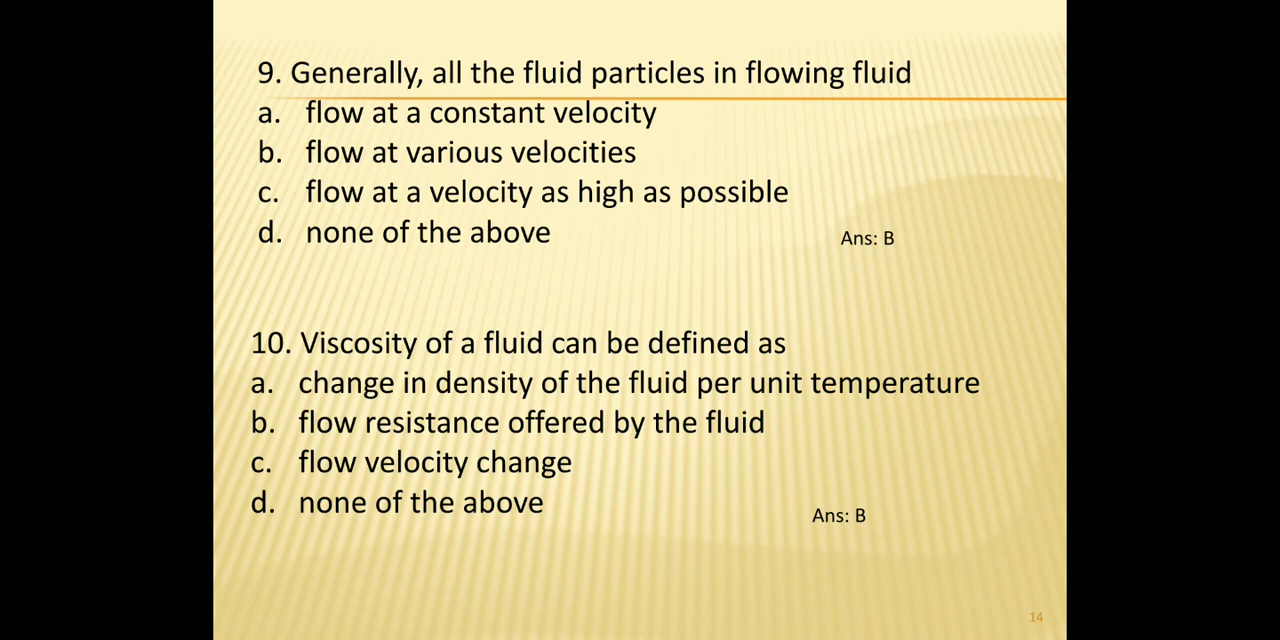 9. Generally, all the fluid particles in flowing fluid
a. flow at a constant velocity
b. flow at various velocities
c. flow at a velocity as high as possible
d. none of the above
Ans: B
10. Viscosity of a fluid can be defined as
a. change in density of the fluid per unit temperature
b. flow resistance offered by the fluid
c. flow velocity change
d. none of the above
Ans: B
14